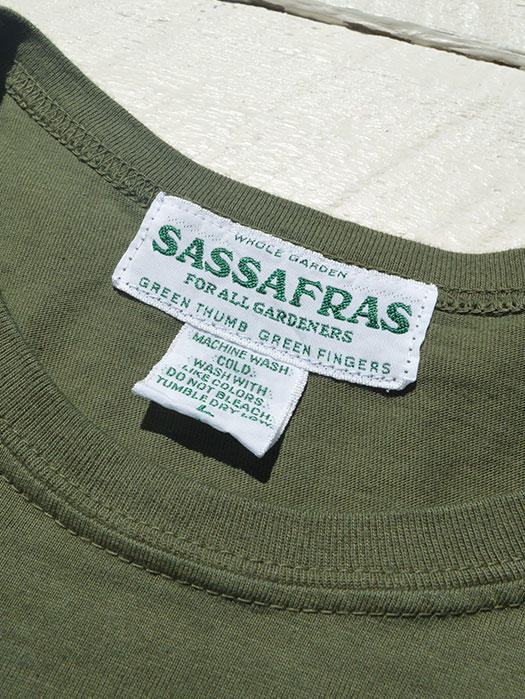 WHOLE GARDEN
SASSAFRAS
FOR ALL GARDENERS
GREEN THUMB GREEN FINGERS
MACHINE WASH
COLD.
WASH WITH
LIKE COLORS.
DO NOT BLEACH.
TUMBLE DRY LOW.
L